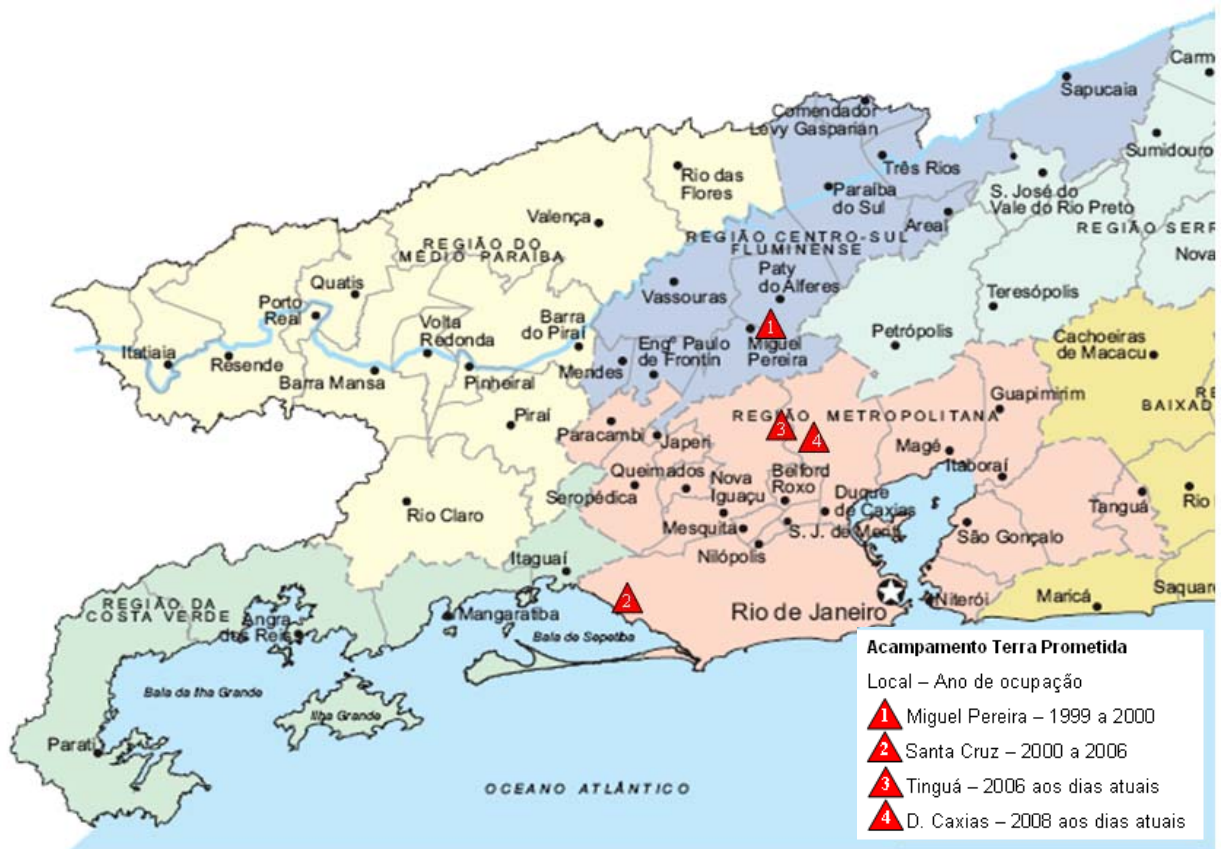 Carm
Sapucaia
Comendador
Levy Gasparian
Sumidouro
Três Rios
Rio das
Flores
S. José do
Vale do Rio Preto
Paraíba
do Sul
Areal
Valença
REGIÃO SERR
REGIÃO CENTRO-SUL
FLUMINENSE
REGIÃO DO
MÉDIO PARAÍBA
Nova
Paty
do Alferes
Quatis
Vassouras
Teresópolis
Porto
Real
Barra
do Piraí
Volta
Redonda
1
Petrópolis
Cachoeiras
de Macacu
Engº Paulo
de Frontin
Miguel
Pereira
Itatiaia
Resende
Mendes
Barra Mansa
Pinheiral
Guapimirim
RE
BAIXAD
Piraí
REGIÃO METROPOLITANA
3
4
Paracambi
Japeri
Magé
Itaboraí
Queimados
Nova
Iguaçu
Belford
Roxo
Seropédica
Duque
de Caxias
Tanguá
Rio
Rio Claro
Mesquita
S. J. de Meriti
São Gonçalo
Nilópolis
Itaguaí
Saquare
Maricá
2
REGIÃO DA
COSTA VERDE
Angra
dos Reis
Mangaratiba
Rio de Janeiro
Niterói
Baía de Sepetiba
Baía da Ilha Grande
Ilha Grande
Parati
OCEANO ATLÂNTICO
Acampamento Terra Prometida
Local – Ano de ocupação
1 Miguel Pereira – 1999 a 2000
2 Santa Cruz – 2000 a 2006
3 Tinguá – 2006 aos dias atuais
4 D. Caxias – 2008 aos dias atuais